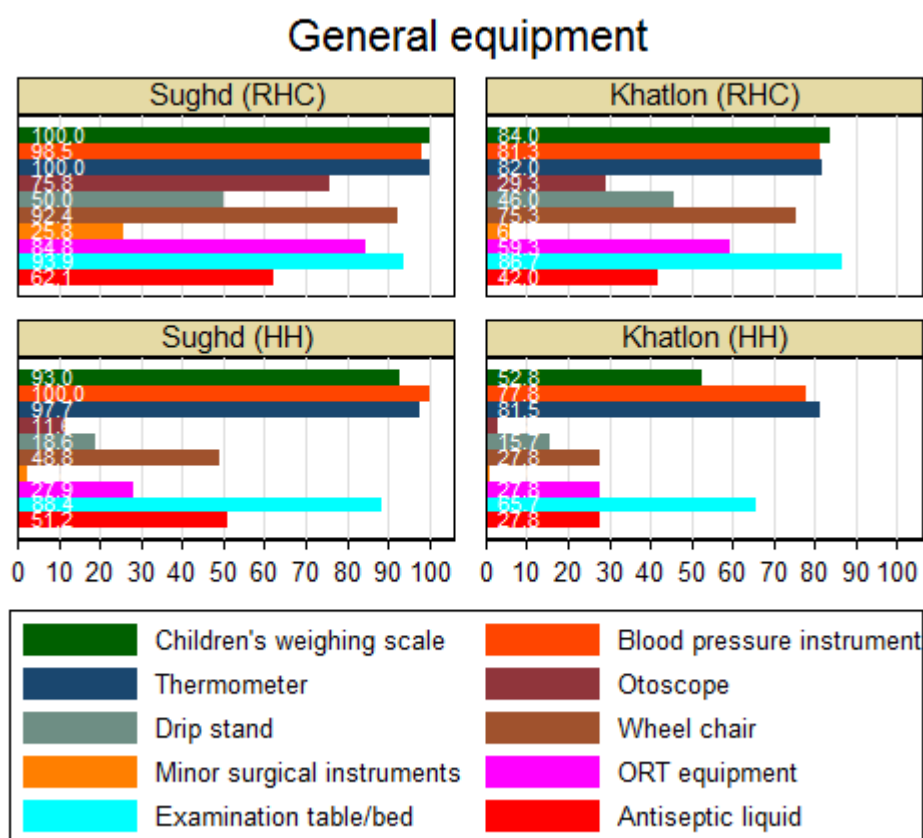 General equipment
Sughd (RHC)
Khatlon (RHC)
100.0
98.5
100.0
75.8
50.0
92.4
25.8
84.8
93.9
62.1
84.0
81.3
82.0
29.3
46.0
75.3
59.3
86.7
42.0
Sughd (HH)
Khatlon (HH)
93.0
100.0
97.7
18.6
48.8
27.9
88.4
51.2
52.8
77.8
81.5
15.7
27.8
27.8
65.7
27.8
0 10 20 30 40 50 60 70 80 90 100
0 10 20 30 40 50 60 70 80 90 100
Children's weighing scale
Blood pressure instrument
Thermometer
Otoscope
Drip stand
Wheel chair
Minor surgical instruments
ORT equipment
Examination table/bed
Antiseptic liquid